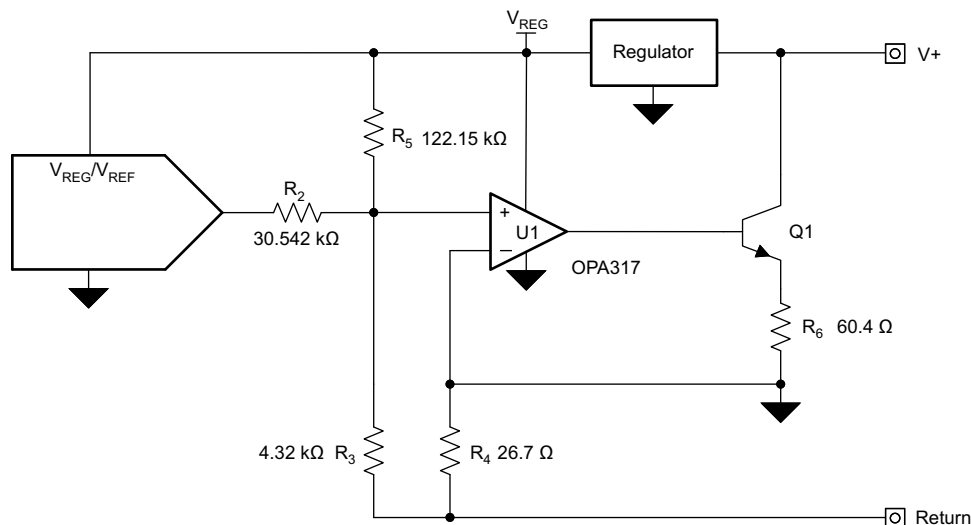 V_REG
Regulator
V+
R_5 122.15 kΩ
V_REG/V_REF
R_2
30.542 kΩ
+
U1
–
OPA317
Q1
R_6 60.4 Ω
4.32 kΩ R_3
R_4 26.7 Ω
Return